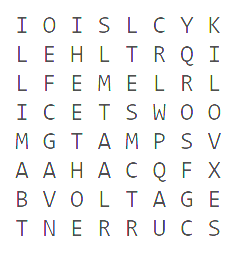 I O I S L C Y K
L E H L T R Q I
L F E M E L R L
I C E T S W O O
M G T A M P S V
A A H A C Q F X
B V O L T A G E
T N E R R U C S